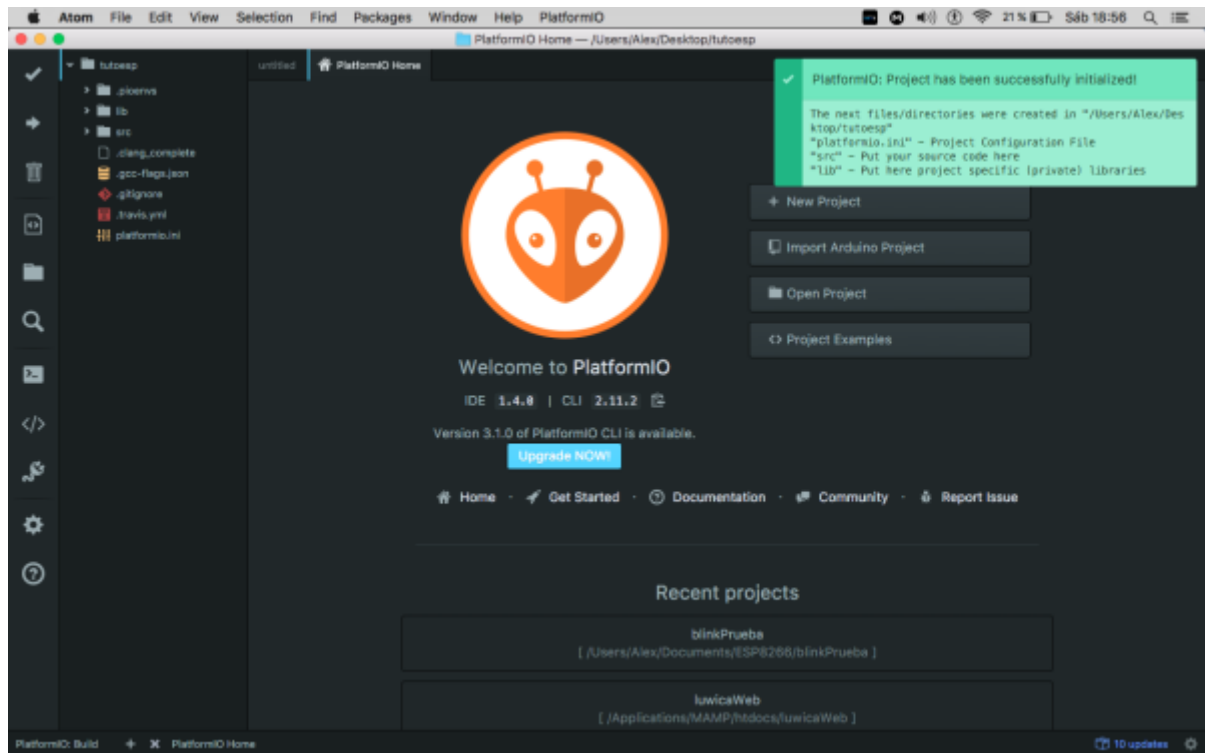 Atom File Edit View Selection Find Packages Window Help PlatformIO 21 % Sáb 18:56
PlatformIO Home — /Users/Alex/Desktop/tutoesp
tutoesp
.pioenvs
lib
src
.clang_complete
.gcc-flags.json
.gitignore
.travis.yml
platformio.ini
untitled PlatformIO Home
PlatformIO: Project has been successfully initialized!
The next files/directories were created in "/Users/Alex/Des
ktop/tutoesp"
"platformio.ini" – Project Configuration File
"src" – Put your source code here
"lib" – Put here project specific (private) libraries
+ New Project
Import Arduino Project
Open Project
Project Examples
Welcome to PlatformIO
IDE 1.4.0 | CLI 2.11.2
Version 3.1.0 of PlatformIO CLI is available.
Upgrade NOW!
Home · Get Started · Documentation · Community · Report Issue
Recent projects
blinkPrueba
[ /Users/Alex/Documents/ESP8266/blinkPrueba ]
luwicaWeb
[ /Applications/MAMP/htdocs/luwicaWeb ]
PlatformIO: Build + PlatformIO Home 10 updates